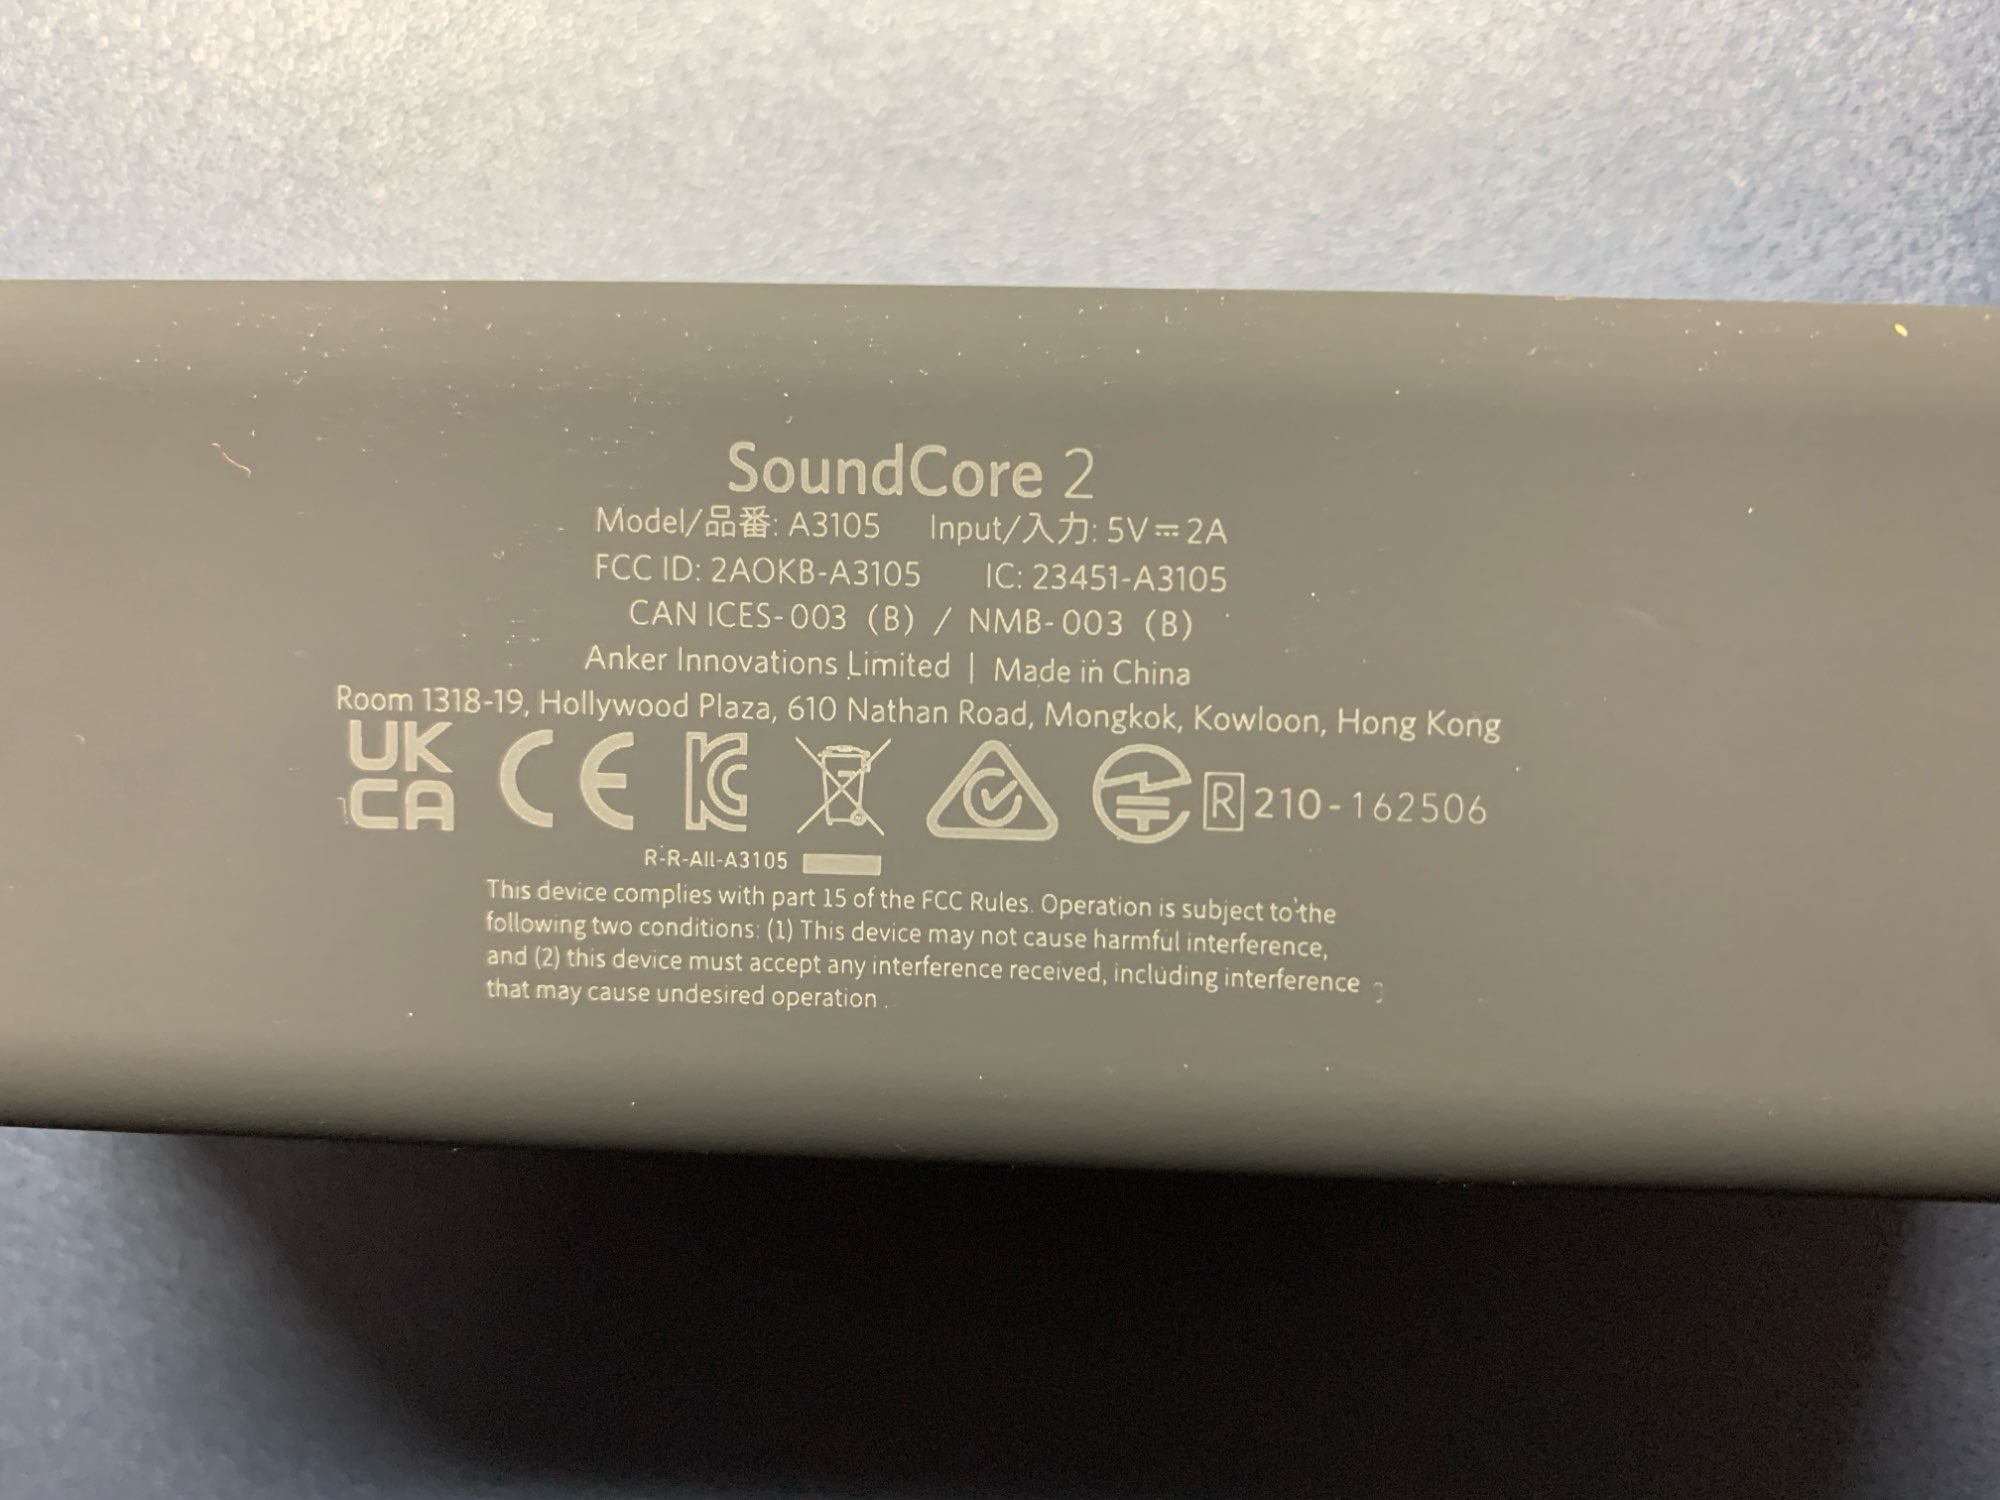 SoundCore 2
Model/品番: A3105 Input/入力: 5V⎓2A
FCC ID: 2AOKB-A3105 IC: 23451-A3105
CAN ICES-003 (B) / NMB-003 (B)
Anker Innovations Limited | Made in China
Room 1318-19, Hollywood Plaza, 610 Nathan Road, Mongkok, Kowloon, Hong Kong
UK CA CE KC R 210-162506
R-R-All-A3105
This device complies with part 15 of the FCC Rules. Operation is subject to the
following two conditions: (1) This device may not cause harmful interference,
and (2) this device must accept any interference received, including interference
that may cause undesired operation.